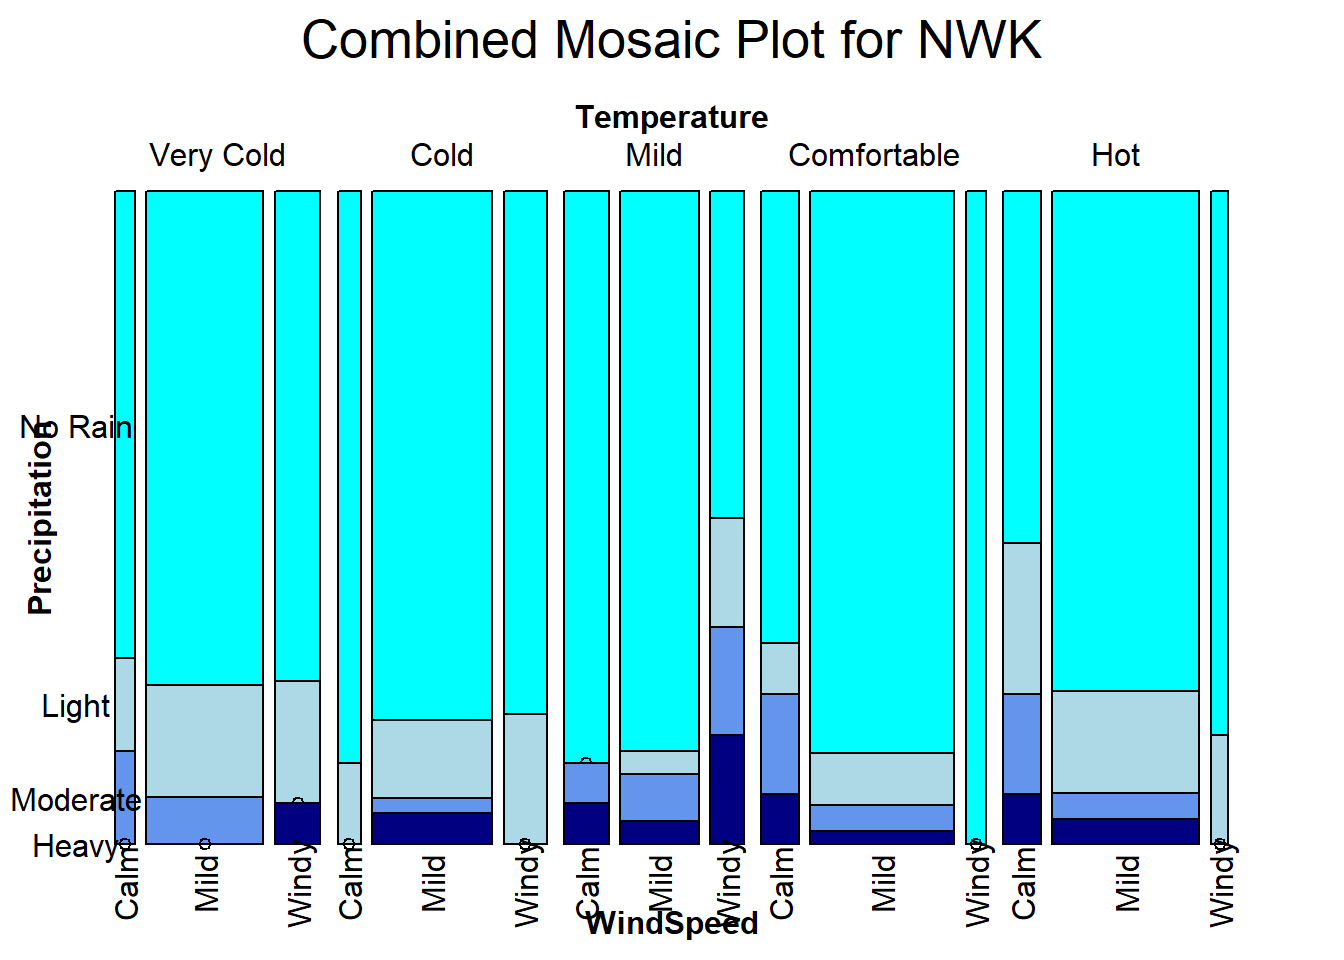 Combined Mosaic Plot for NWK
Temperature
Very Cold Cold Mild Comfortable Hot
Precipitation
No Rain
Light
Moderate
Heavy
Calm Mild Windy Calm Mild Windy Calm Mild Windy Calm Mild Windy Calm Mild Windy
WindSpeed